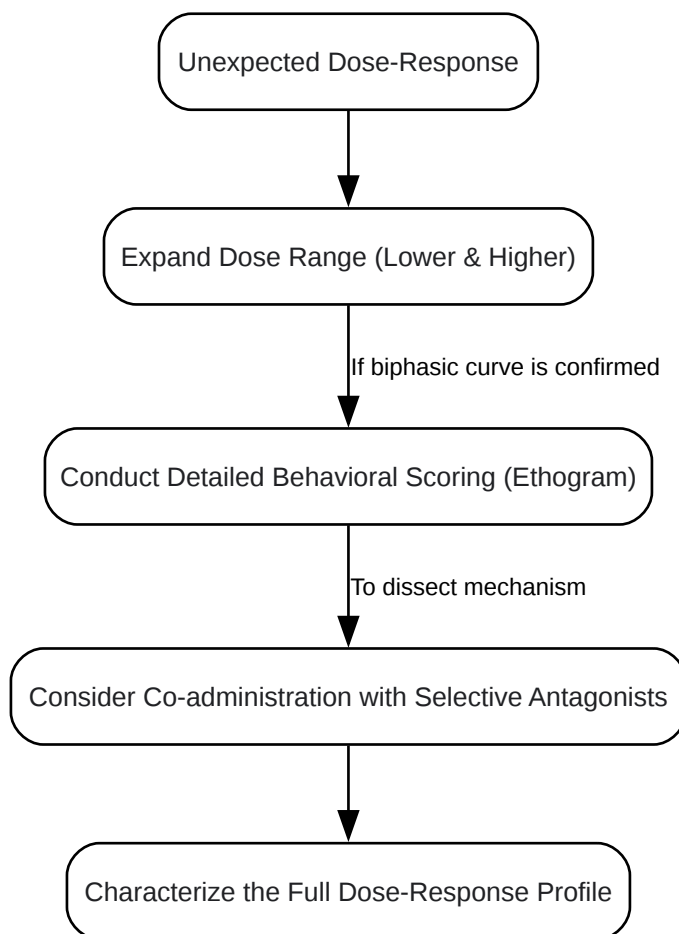 Unexpected Dose-Response
Expand Dose Range (Lower & Higher)
If biphasic curve is confirmed
Conduct Detailed Behavioral Scoring (Ethogram)
To dissect mechanism
Consider Co-administration with Selective Antagonists
Characterize the Full Dose-Response Profile